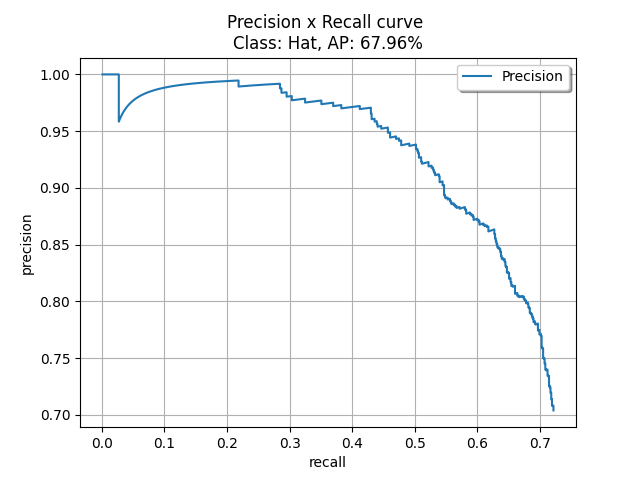 Precision x Recall curve
Class: Hat, AP: 67.96%
Precision
1.00
0.95
0.90
0.85
0.80
0.75
0.70
precision
0.0 0.1 0.2 0.3 0.4 0.5 0.6 0.7
recall